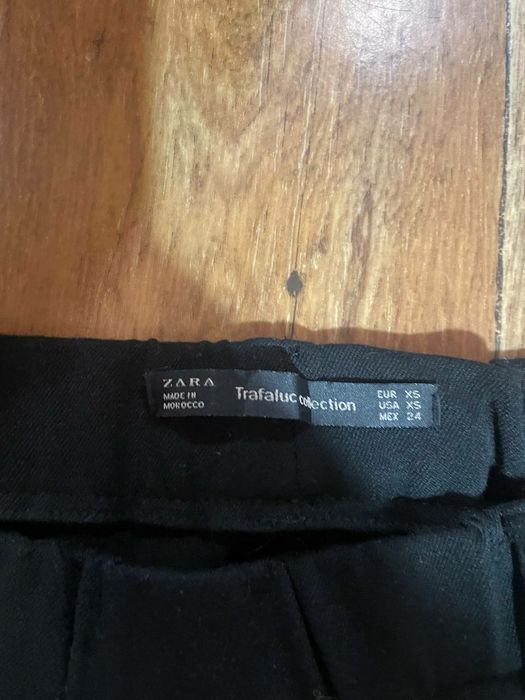 ZARA
MADE IN
MOROCCO
Trafaluc collection
EUR XS
USA XS
MEX 24